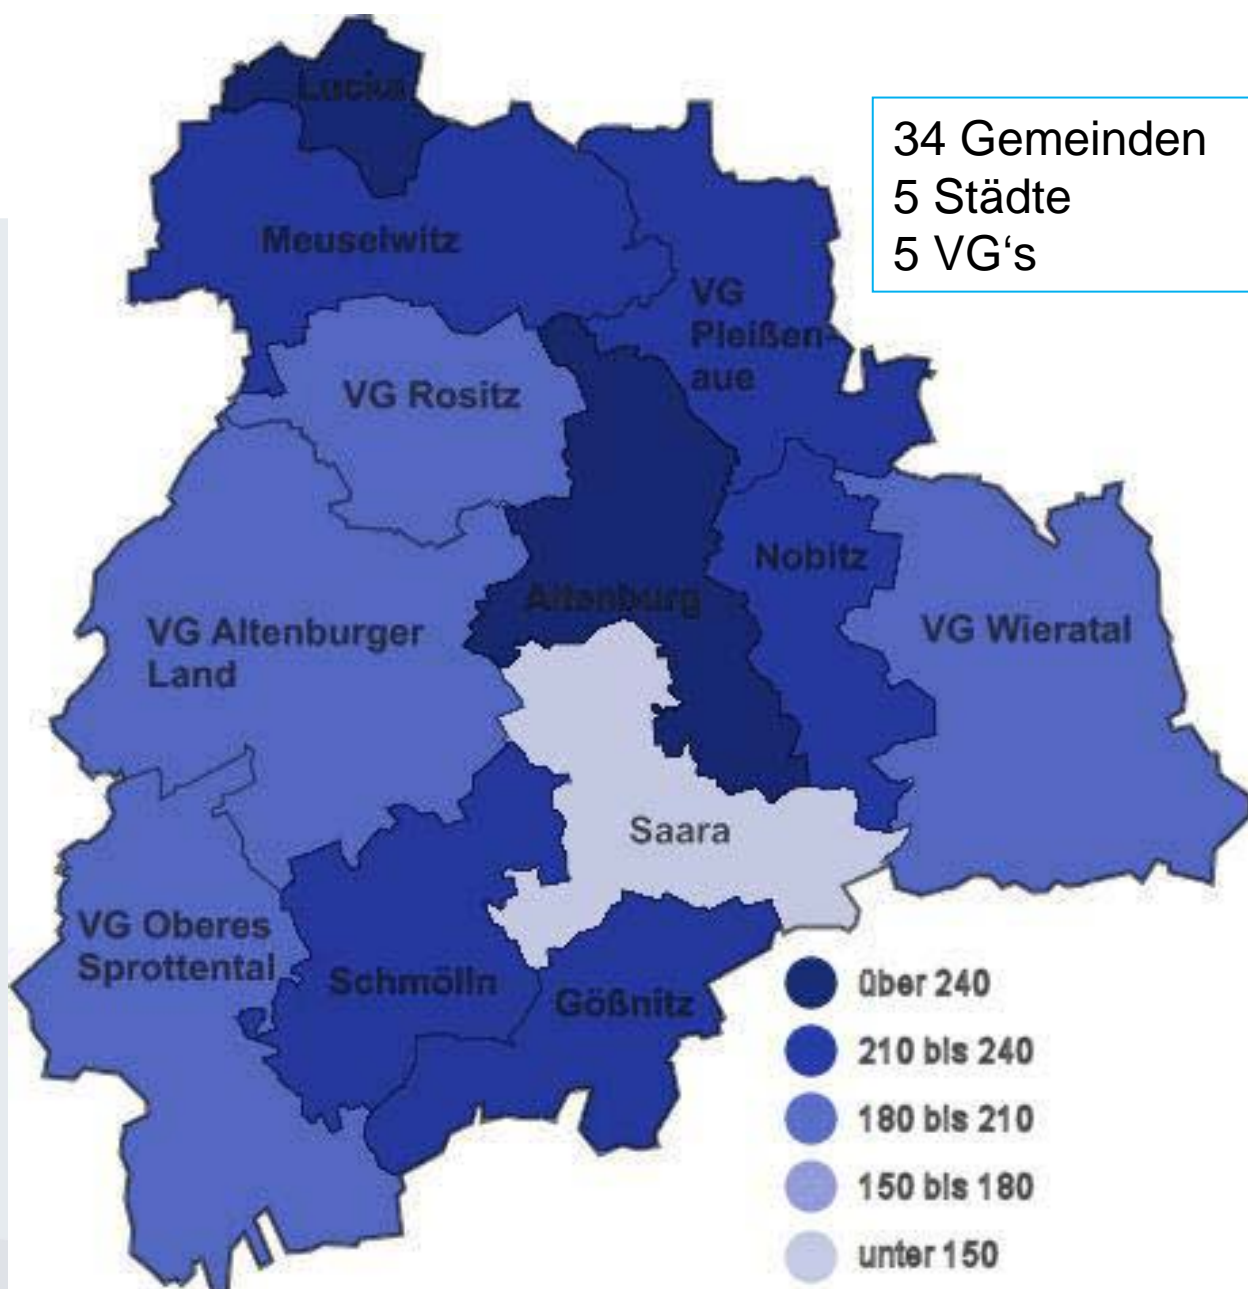 Lucka
34 Gemeinden
5 Städte
5 VG‘s
Meuselwitz
VG
Pleißen-
aue
VG Rositz
Nobitz
Altenburg
VG Altenburger
Land
VG Wieratal
Saara
VG Oberes
Sprottental
Schmölln
Gößnitz
über 240
210 bis 240
180 bis 210
150 bis 180
unter 150